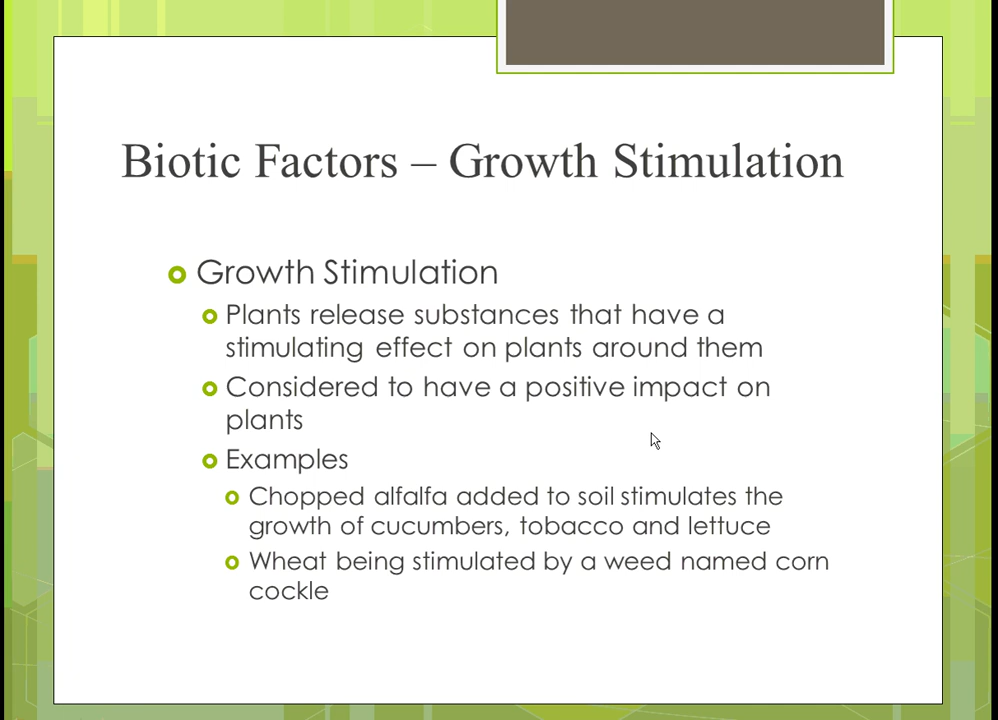 Biotic Factors – Growth Stimulation
Growth Stimulation
Plants release substances that have a
stimulating effect on plants around them
Considered to have a positive impact on
plants
Examples
Chopped alfalfa added to soil stimulates the
growth of cucumbers, tobacco and lettuce
Wheat being stimulated by a weed named corn
cockle